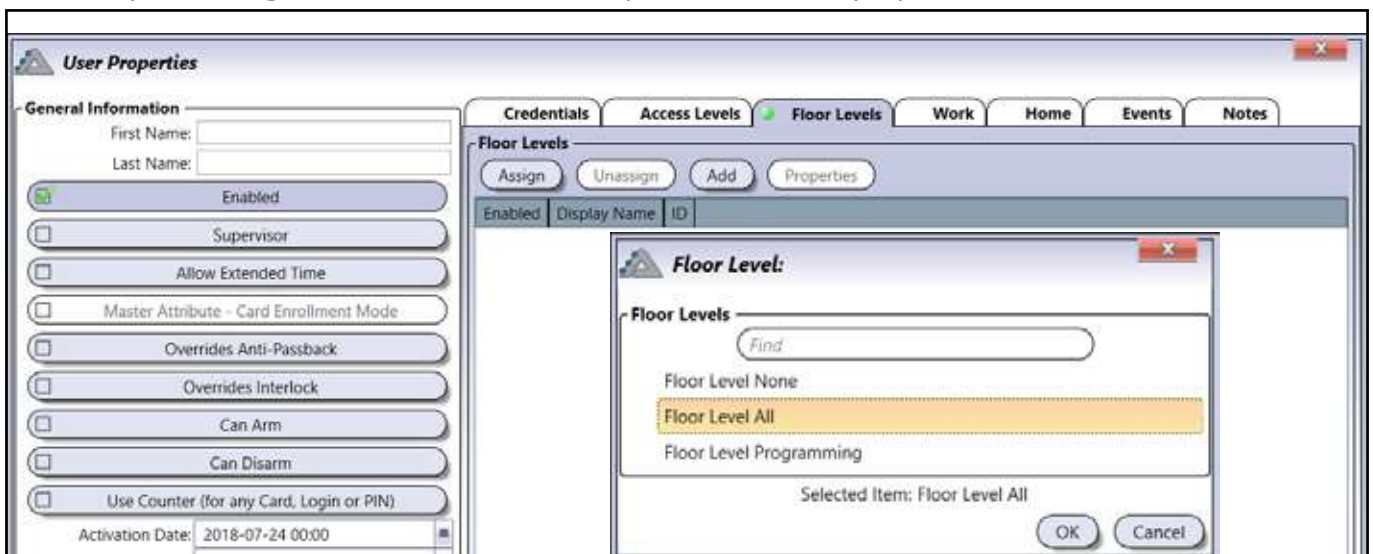 User Properties
General Information
First Name:
Last Name:
Enabled
Supervisor
Allow Extended Time
Master Attribute - Card Enrollment Mode
Overrides Anti-Passback
Overrides Interlock
Can Arm
Can Disarm
Use Counter (for any Card, Login or PIN)
Activation Date: 2018-07-24 00:00
Credentials Access Levels Floor Levels Work Home Events Notes
Floor Levels
Assign Unassign Add Properties
Enabled Display Name ID
Floor Level:
Floor Levels
Find
Floor Level None
Floor Level All
Floor Level Programming
Selected Item: Floor Level All
OK Cancel